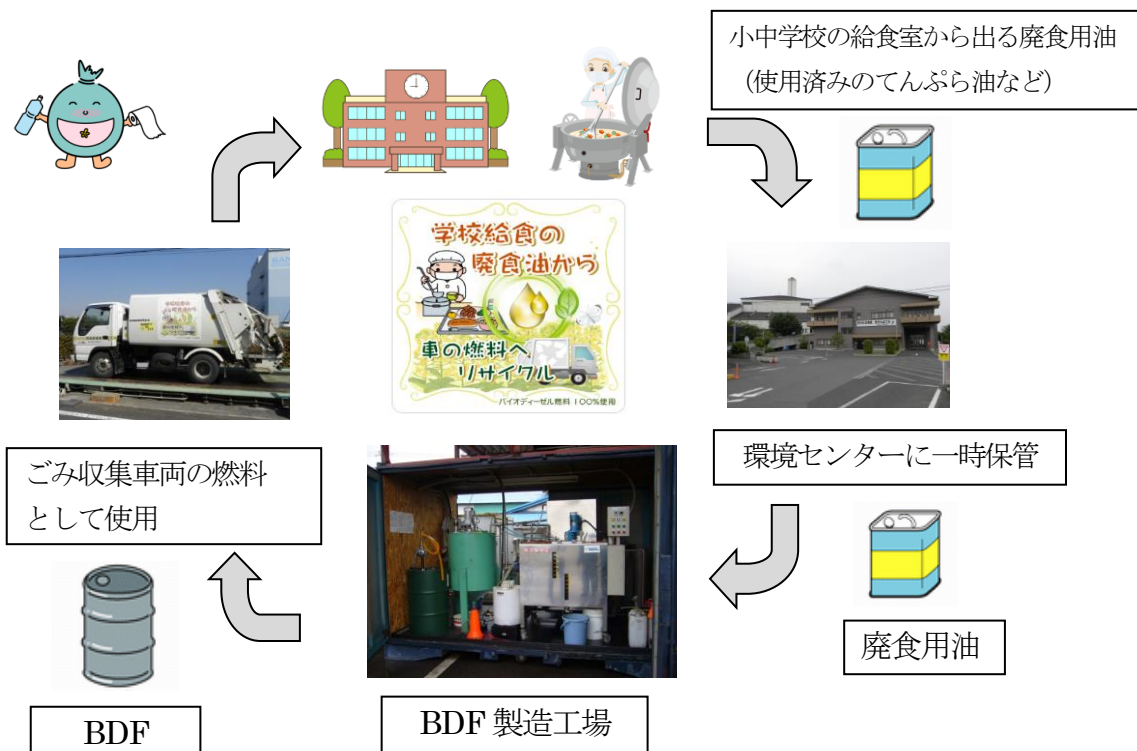 小中学校の給食室から出る廃食用油
（使用済みのてんぷら油など）
学校給食の
廃食油から
車の燃料へ
リサイクル
バイオディーゼル燃料 100%使用
環境センターに一時保管
ごみ収集車両の燃料
として使用
廃食用油
BDF 製造工場
BDF